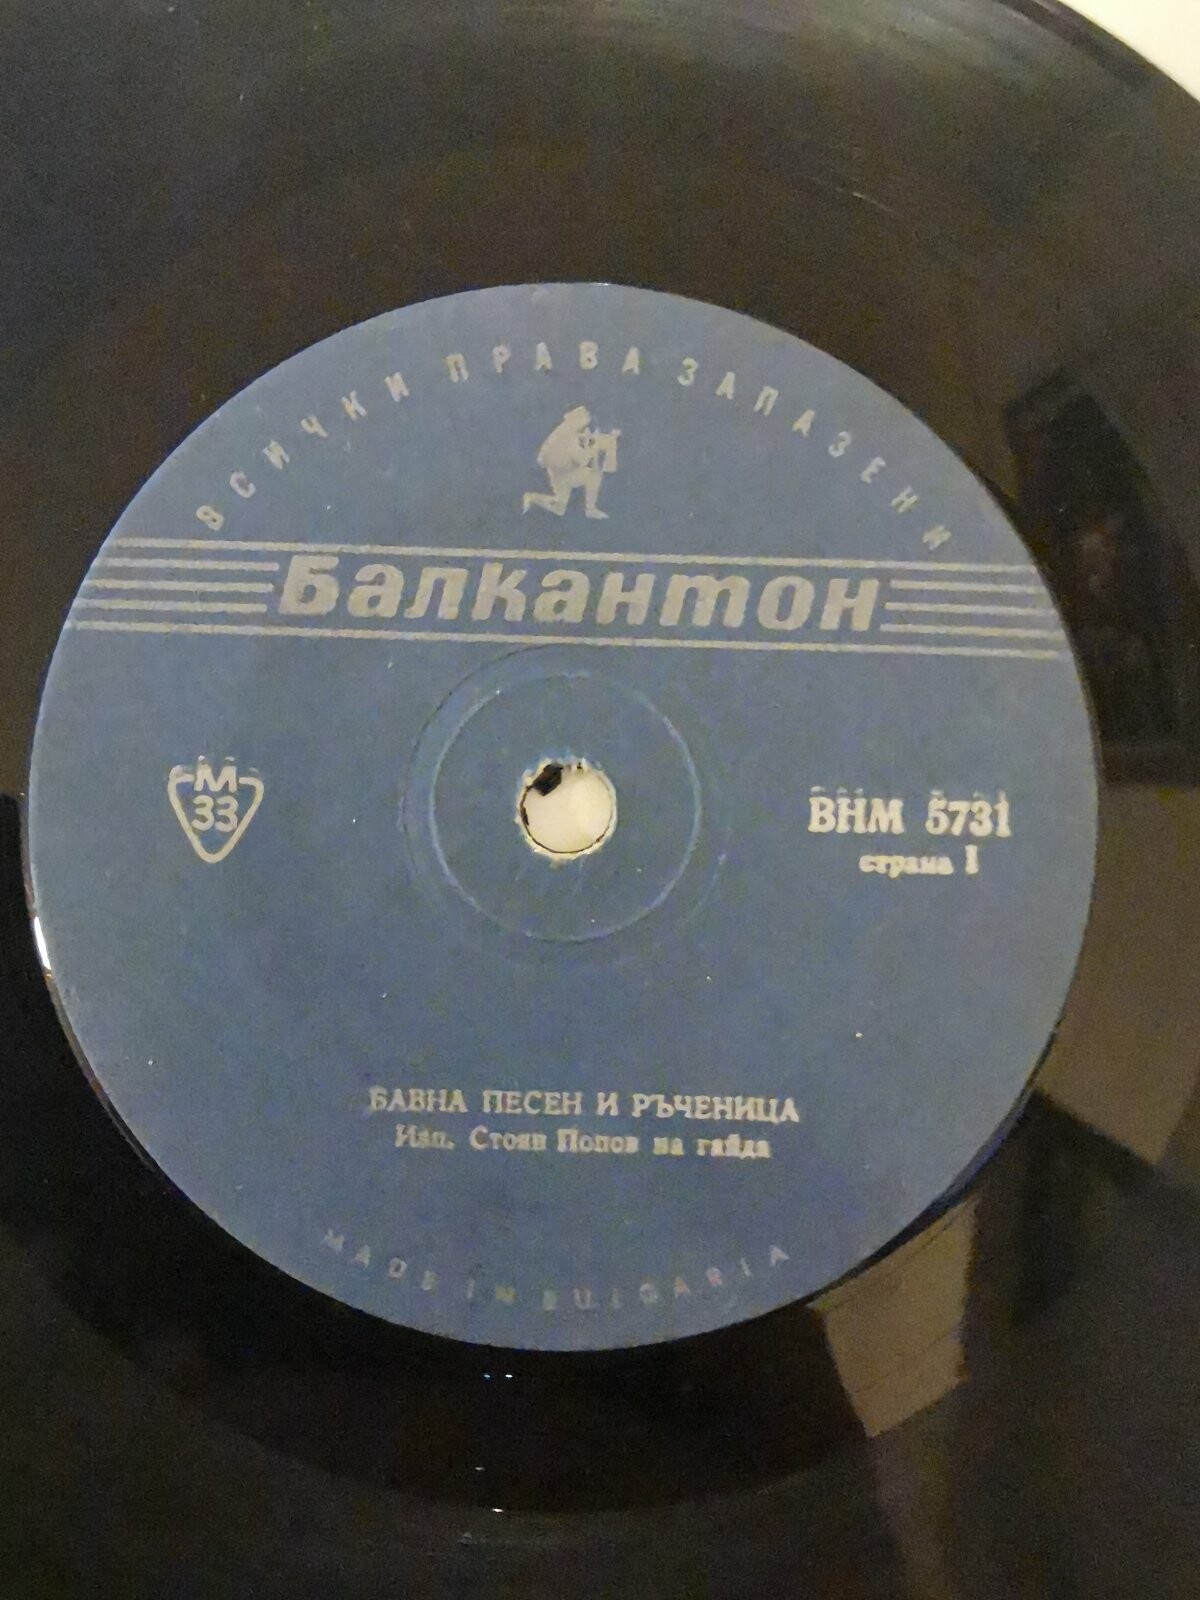 ВСИЧКИ ПРАВА ЗАПАЗЕНИ
Балкантон
М
33
ВНМ 5731
страна I
БАВНА ПЕСЕН И РЪЧЕНИЦА
Изп. Стоян Попов на гайда
MADE IN BULGARIA